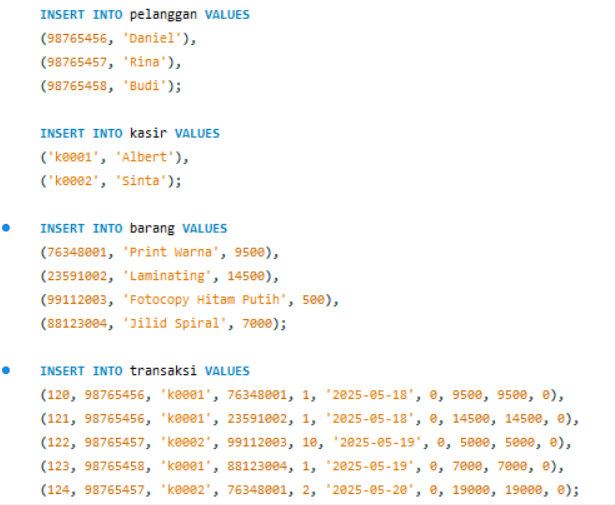 INSERT INTO pelanggan VALUES
(98765456, 'Daniel'),
(98765457, 'Rina'),
(98765458, 'Budi');
INSERT INTO kasir VALUES
('k0001', 'Albert'),
('k0002', 'Sinta');
INSERT INTO barang VALUES
(76348001, 'Print Warna', 9500),
(23591002, 'Laminating', 14500),
(99112003, 'Fotocopy Hitam Putih', 500),
(88123004, 'Jilid Spiral', 7000);
INSERT INTO transaksi VALUES
(120, 98765456, 'k0001', 76348001, 1, '2025-05-18', 0, 9500, 9500, 0),
(121, 98765456, 'k0001', 23591002, 1, '2025-05-18', 0, 14500, 14500, 0),
(122, 98765457, 'k0002', 99112003, 10, '2025-05-19', 0, 5000, 5000, 0),
(123, 98765458, 'k0001', 88123004, 1, '2025-05-19', 0, 7000, 7000, 0),
(124, 98765457, 'k0002', 76348001, 2, '2025-05-20', 0, 19000, 19000, 0);